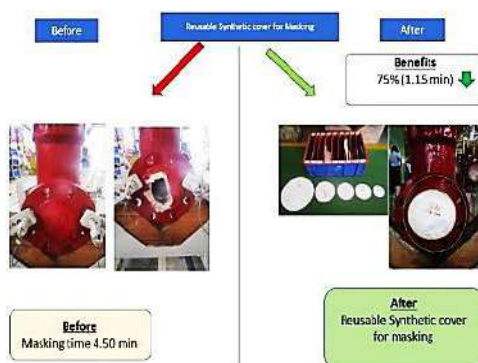 Before
Reusable Synthetic cover for Masking
After
Benefits
75% (1.15 min)
Before
Masking time 4.50 min
After
Reusable Synthetic cover
for masking